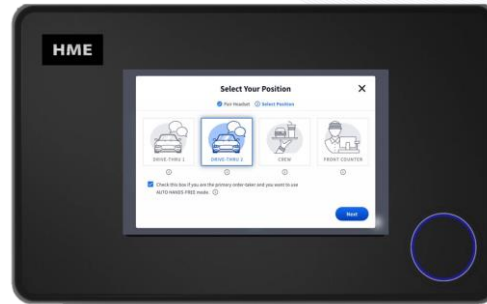 HME
Select Your Position
Pair Headset
Select Position
DRIVE-THRU 1
DRIVE-THRU 2
CREW
FRONT COUNTER
Check this box if you are the primary order taker and you want to use
AUTO HANDS-FREE mode.
Next